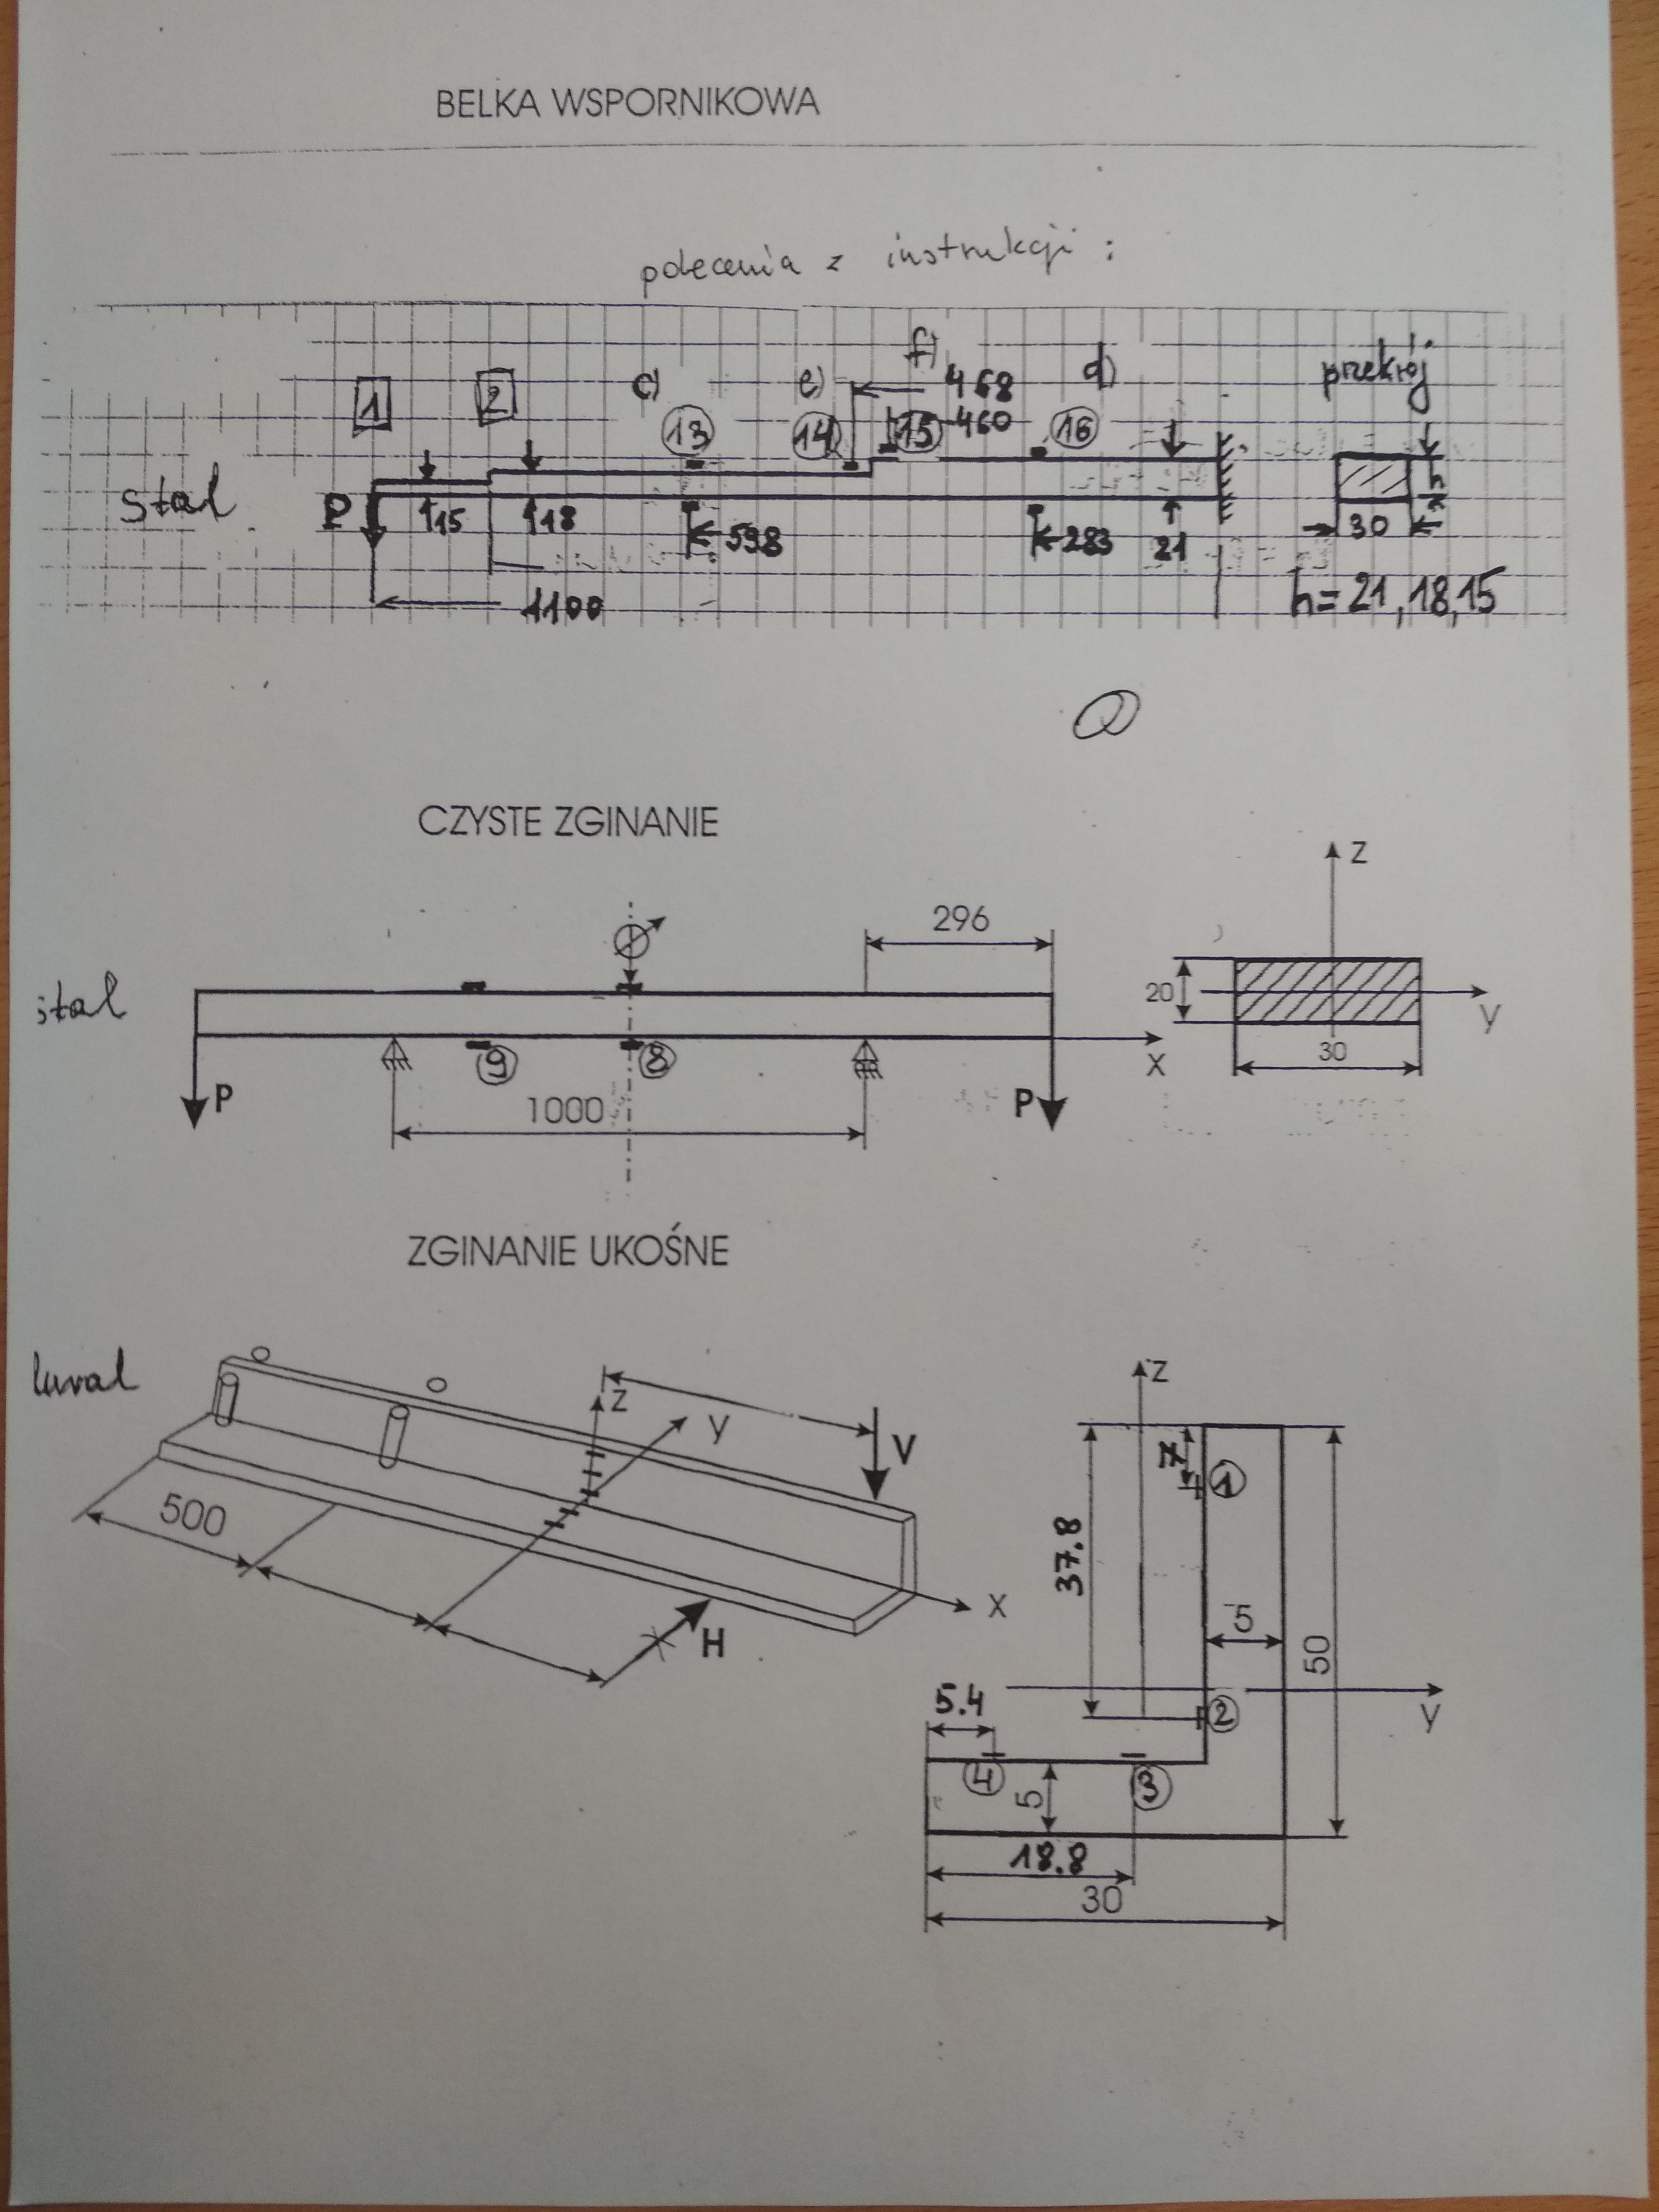 BELKA WSPORNIKOWA
polecenia z instrukcji :
1 2 c) e) f) 468 d) przekrój
13 14 15 460 16
stal P 15 18 598 283 21 30 h
1100 h=21,18,15
CZYSTE ZGINANIE
296 z
stal 20 y
9 8 x 30
P 1000 P
ZGINANIE UKOŚNE
z
z y V 7 1
500 37.8
x 5
H 50
5.4 2 y
4 3
5
18.8
30